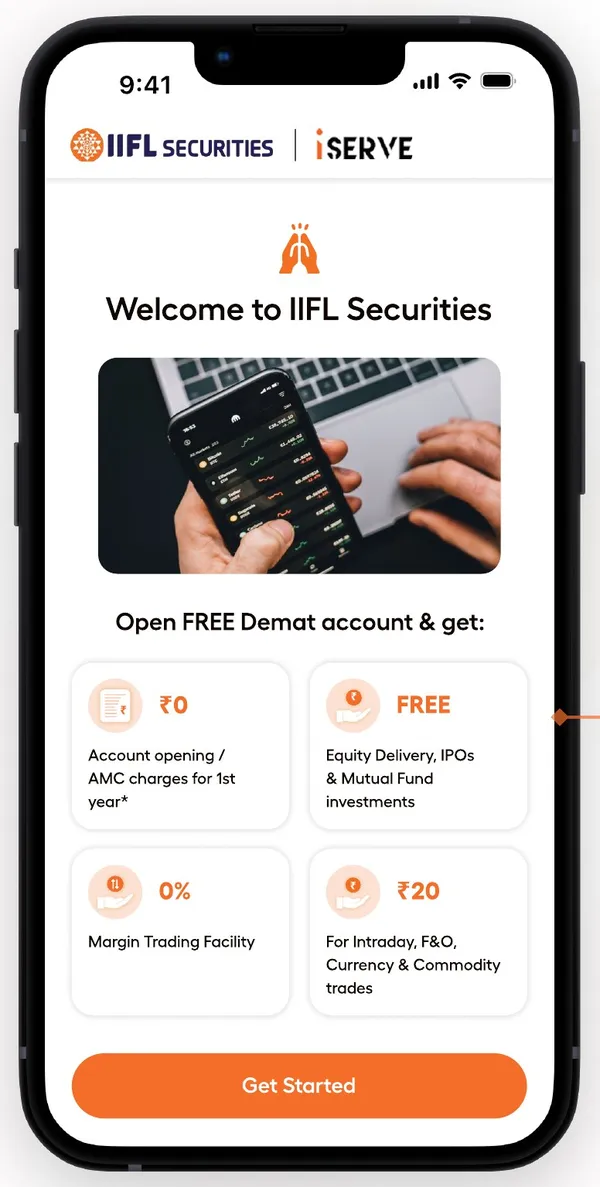 9:41
IIFL SECURITIES | iSERVE
Welcome to IIFL Securities
Open FREE Demat account & get:
₹0
Account opening /
AMC charges for 1st
year*
FREE
Equity Delivery, IPOs
& Mutual Fund
investments
0%
Margin Trading Facility
₹20
For Intraday, F&O,
Currency & Commodity
trades
Get Started